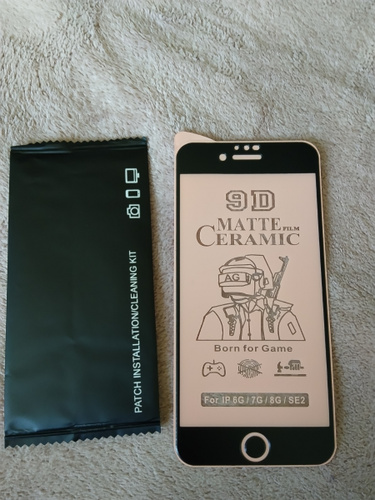 PATCH INSTALLATION/CLEANING KIT
9D
MATTE FILM
CERAMIC
AG
Born for Game
For IP 6G / 7G / 8G / SE2